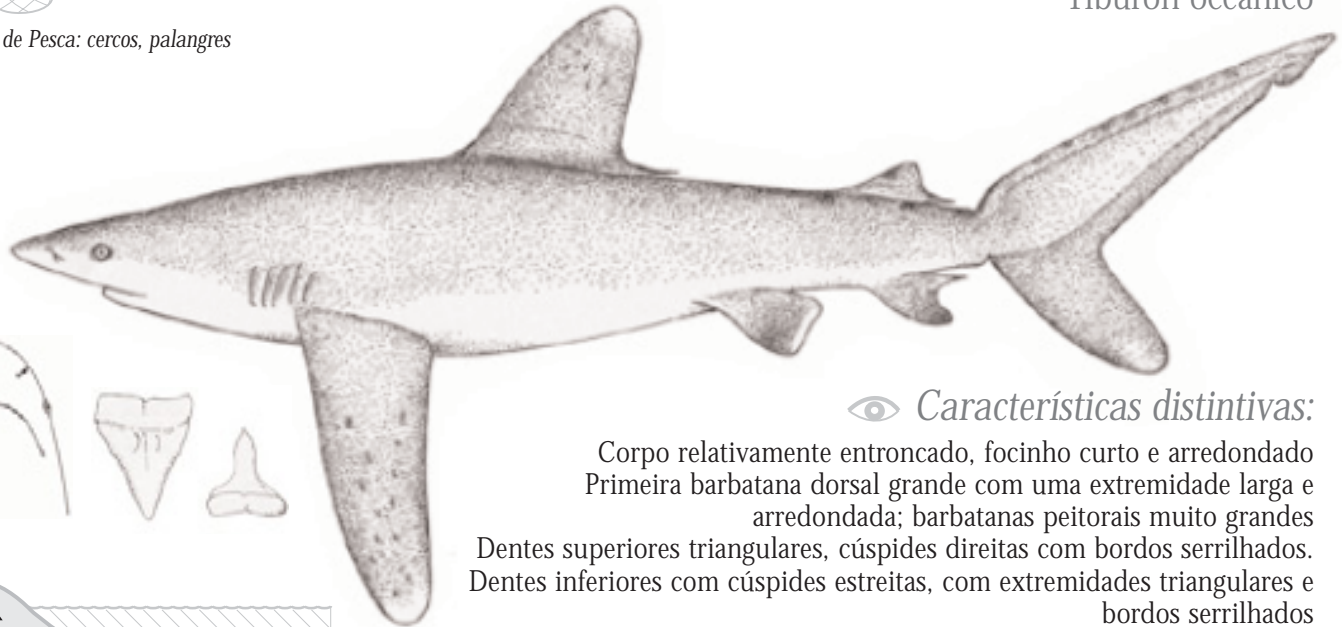 Tiburón oceánico
de Pesca: cercos, palangres
Características distintivas:
Corpo relativamente entroncado, focinho curto e arredondado
Primeira barbatana dorsal grande com uma extremidade larga e
arredondada; barbatanas peitorais muito grandes
Dentes superiores triangulares, cúspides direitas com bordos serrilhados.
Dentes inferiores com cúspides estreitas, com extremidades triangulares e
bordos serrilhados